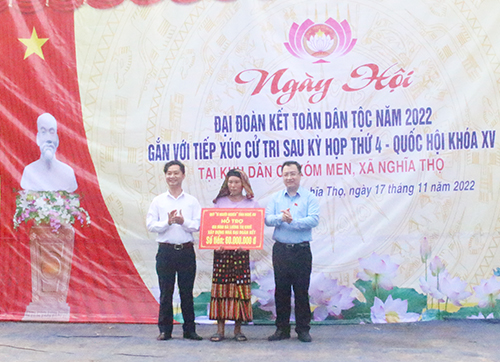 Ngày Hội
ĐẠI ĐOÀN KẾT TOÀN DÂN TỘC NĂM 2022
GẮN VỚI TIẾP XÚC CỬ TRI SAU KỲ HỌP THỨ 4 - QUỐC HỘI KHÓA XV
TẠI KHU DÂN CƯ XÓM MEN, XÃ NGHĨA THỌ
Nghĩa Thọ, ngày 17 tháng 11 năm 2022
HỖ TRỢ
Số tiền: 000.000 đ